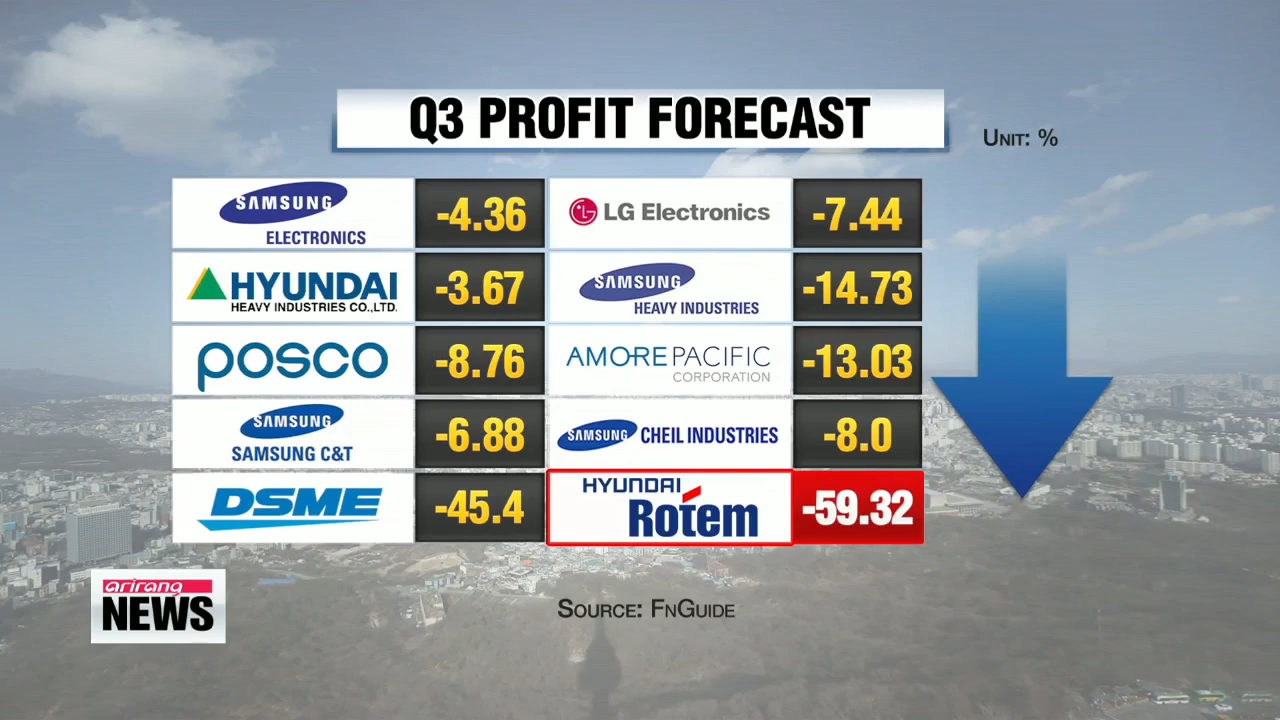 Q3 PROFIT FORECAST
UNIT: %
SAMSUNG
ELECTRONICS
-4.36
LG LG Electronics
-7.44
HYUNDAI
HEAVY INDUSTRIES CO.,LTD.
-3.67
SAMSUNG
HEAVY INDUSTRIES
-14.73
posco
-8.76
AMOREPACIFIC
CORPORATION
-13.03
SAMSUNG
SAMSUNG C&T
-6.88
SAMSUNG CHEIL INDUSTRIES
-8.0
DSME
-45.4
HYUNDAI
Rotem
-59.32
arirang
NEWS
SOURCE: FNGUIDE